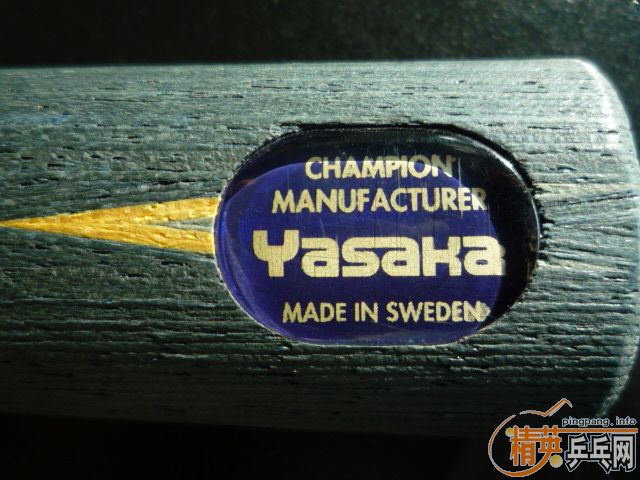 CHAMPION
MANUFACTURER
Yasaka
MADE IN SWEDEN
pingpang.info
精英乒乓网